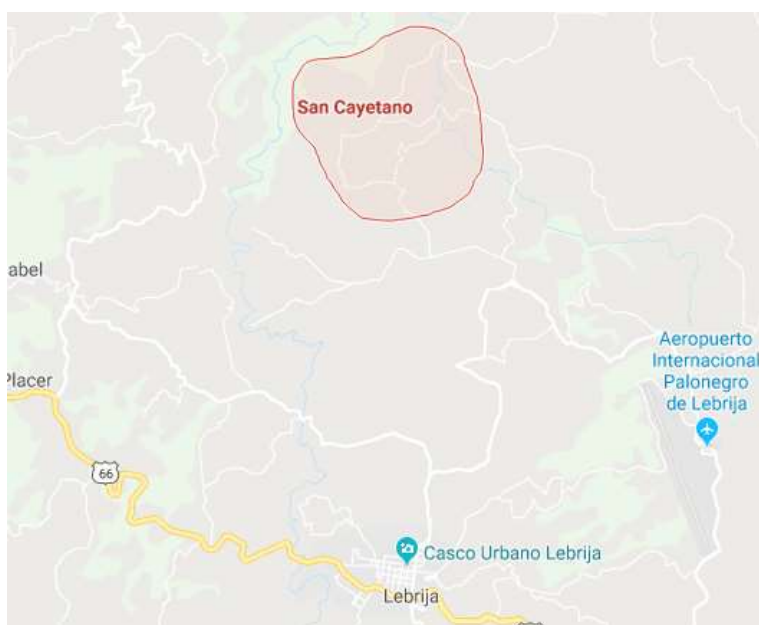 San Cayetano
abel
Aeropuerto
Internacional
Palonegro
de Lebrija
Placer
66
Casco Urbano Lebrija
Lebrija